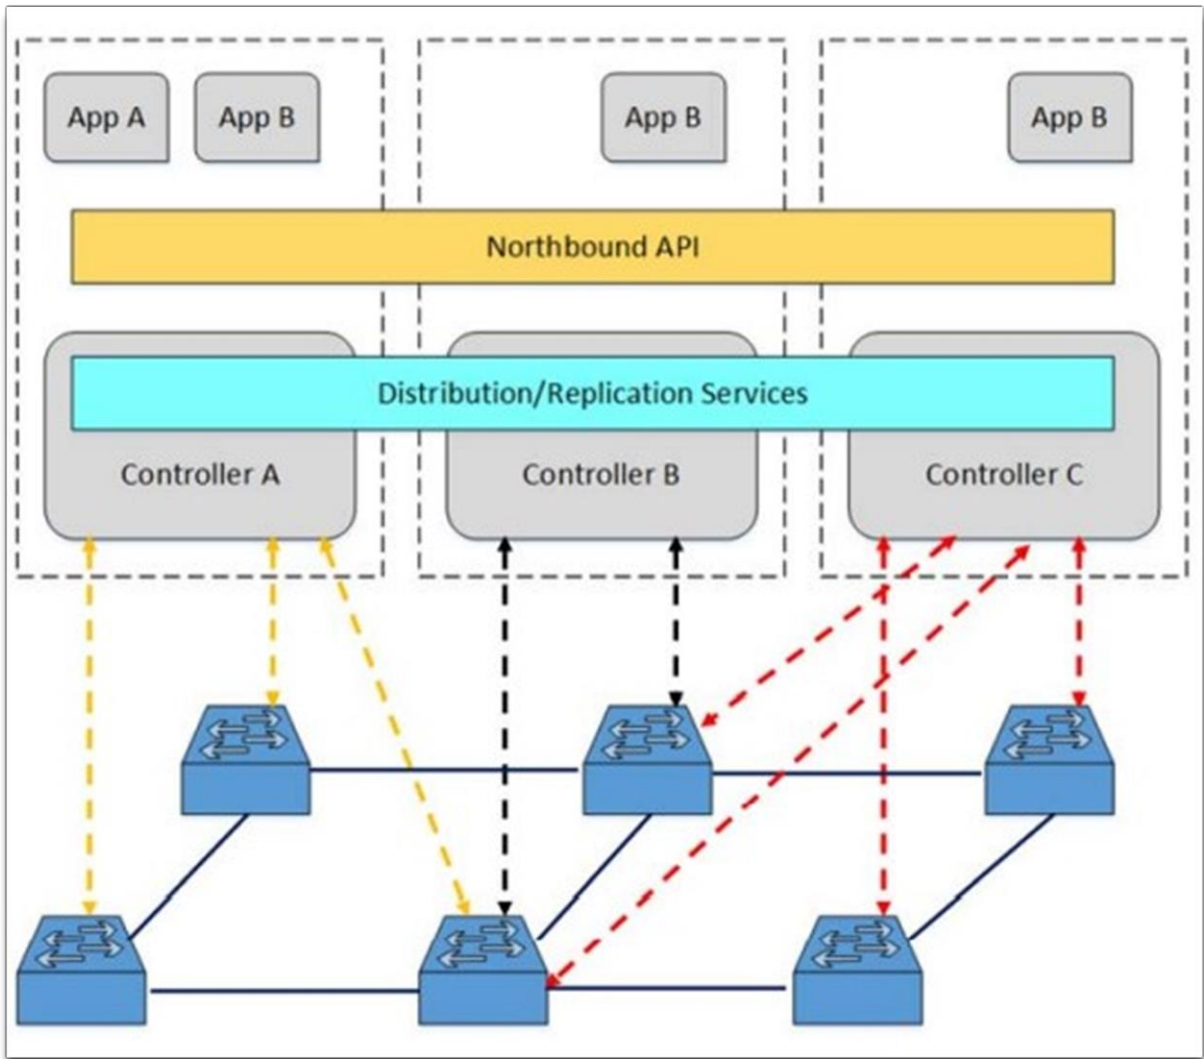 App A
App B
App B
App B
Northbound API
Distribution/Replication Services
Controller A
Controller B
Controller C